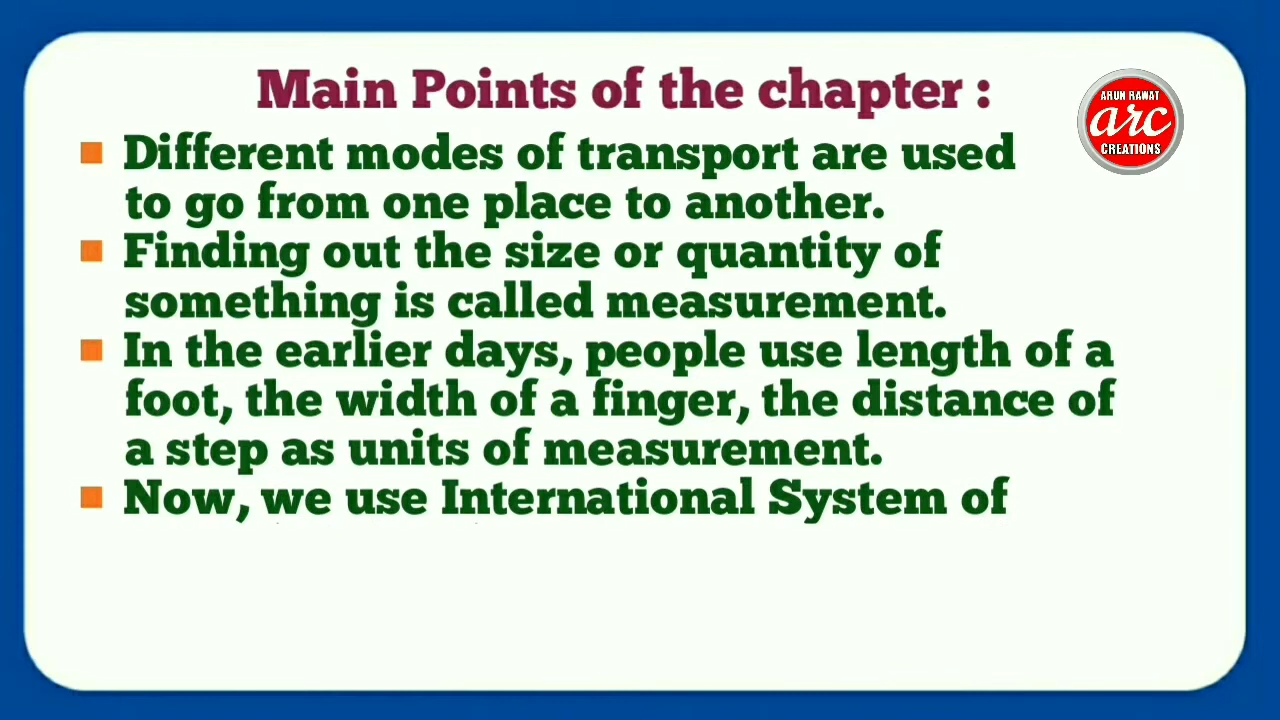 Main Points of the chapter :
ARUN RAWAT
arc
CREATIONS
Different modes of transport are used
to go from one place to another.
Finding out the size or quantity of
something is called measurement.
In the earlier days, people use length of a
foot, the width of a finger, the distance of
a step as units of measurement.
Now, we use International System of